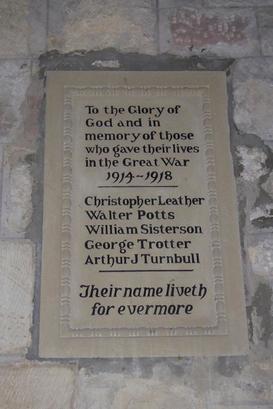 To the Glory of
God and in
memory of those
who gave their lives
in the Great War
1914-1918
Christopher Leather
Walter Potts
William Sisterson
George Trotter
Arthur J Turnbull
Their name liveth
for evermore